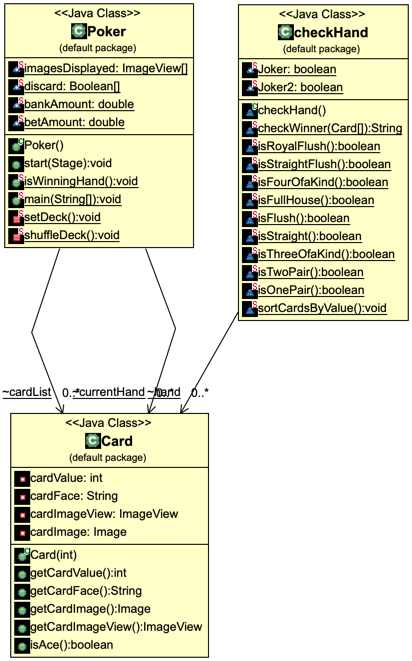 <<Java Class>>
Poker
(default package)
imagesDisplayed: ImageView[]
discard: Boolean[]
bankAmount: double
betAmount: double
Poker()
start(Stage):void
isWinningHand():void
main(String[]):void
setDeck():void
shuffleDeck():void
<<Java Class>>
checkHand
(default package)
Joker: boolean
Joker2: boolean
checkHand()
checkWinner(Card[]):String
isRoyalFlush():boolean
isStraightFlush():boolean
isFourOfaKind():boolean
isFullHouse():boolean
isFlush():boolean
isStraight():boolean
isThreeOfaKind():boolean
isTwoPair():boolean
isOnePair():boolean
sortCardsByValue():void
~cardList 0..* ~currentHand 0..* ~hand 0..*
<<Java Class>>
Card
(default package)
cardValue: int
cardFace: String
cardImageView: ImageView
cardImage: Image
Card(int)
getCardValue():int
getCardFace():String
getCardImage():Image
getCardImageView():ImageView
isAce():boolean